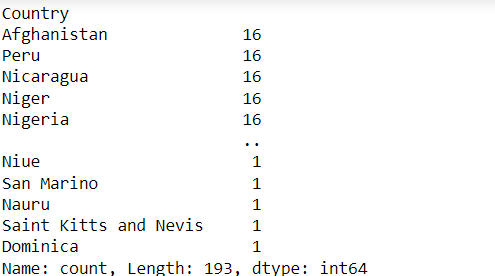 Country
Afghanistan 16
Peru 16
Nicaragua 16
Niger 16
Nigeria 16
..
Niue 1
San Marino 1
Nauru 1
Saint Kitts and Nevis 1
Dominica 1
Name: count, Length: 193, dtype: int64